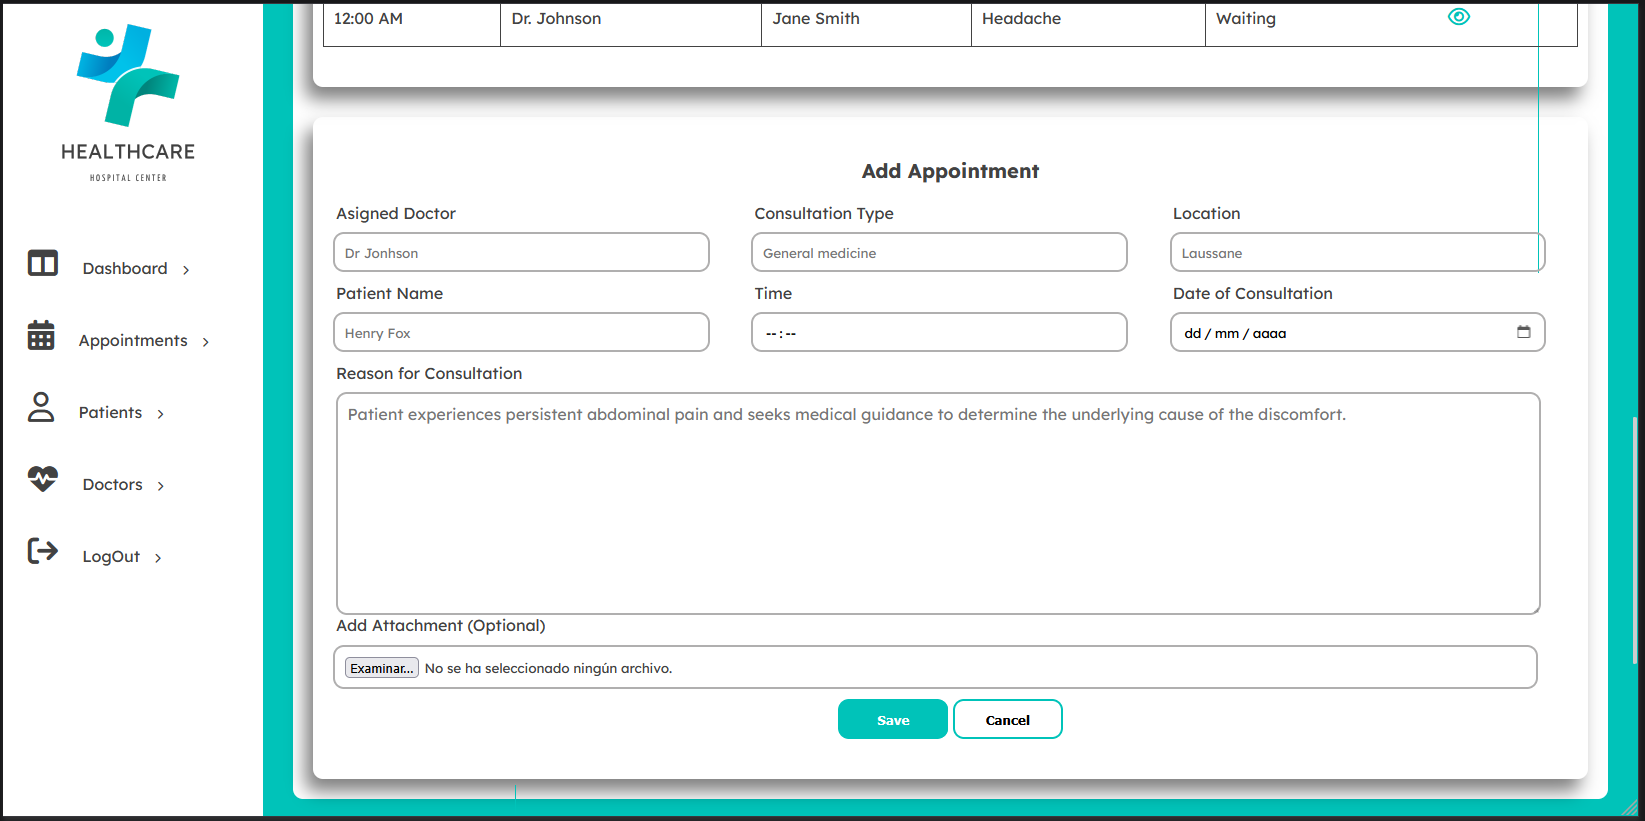 12:00 AM Dr. Johnson Jane Smith Headache Waiting
HEALTHCARE
HOSPITAL CENTER
Dashboard
Appointments
Patients
Doctors
LogOut
Add Appointment
Asigned Doctor Consultation Type Location
Dr Jonhson General medicine Laussane
Patient Name Time Date of Consultation
Henry Fox --:-- dd / mm / aaaa
Reason for Consultation
Patient experiences persistent abdominal pain and seeks medical guidance to determine the underlying cause of the discomfort.
Add Attachment (Optional)
Examinar... No se ha seleccionado ningún archivo.
Save Cancel